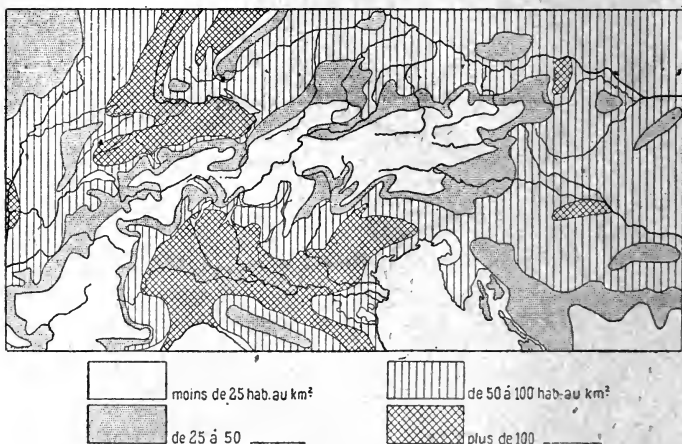 moins de 25 hab. au km²
de 50 à 100 hab. au km²
de 25 à 50
plus de 100